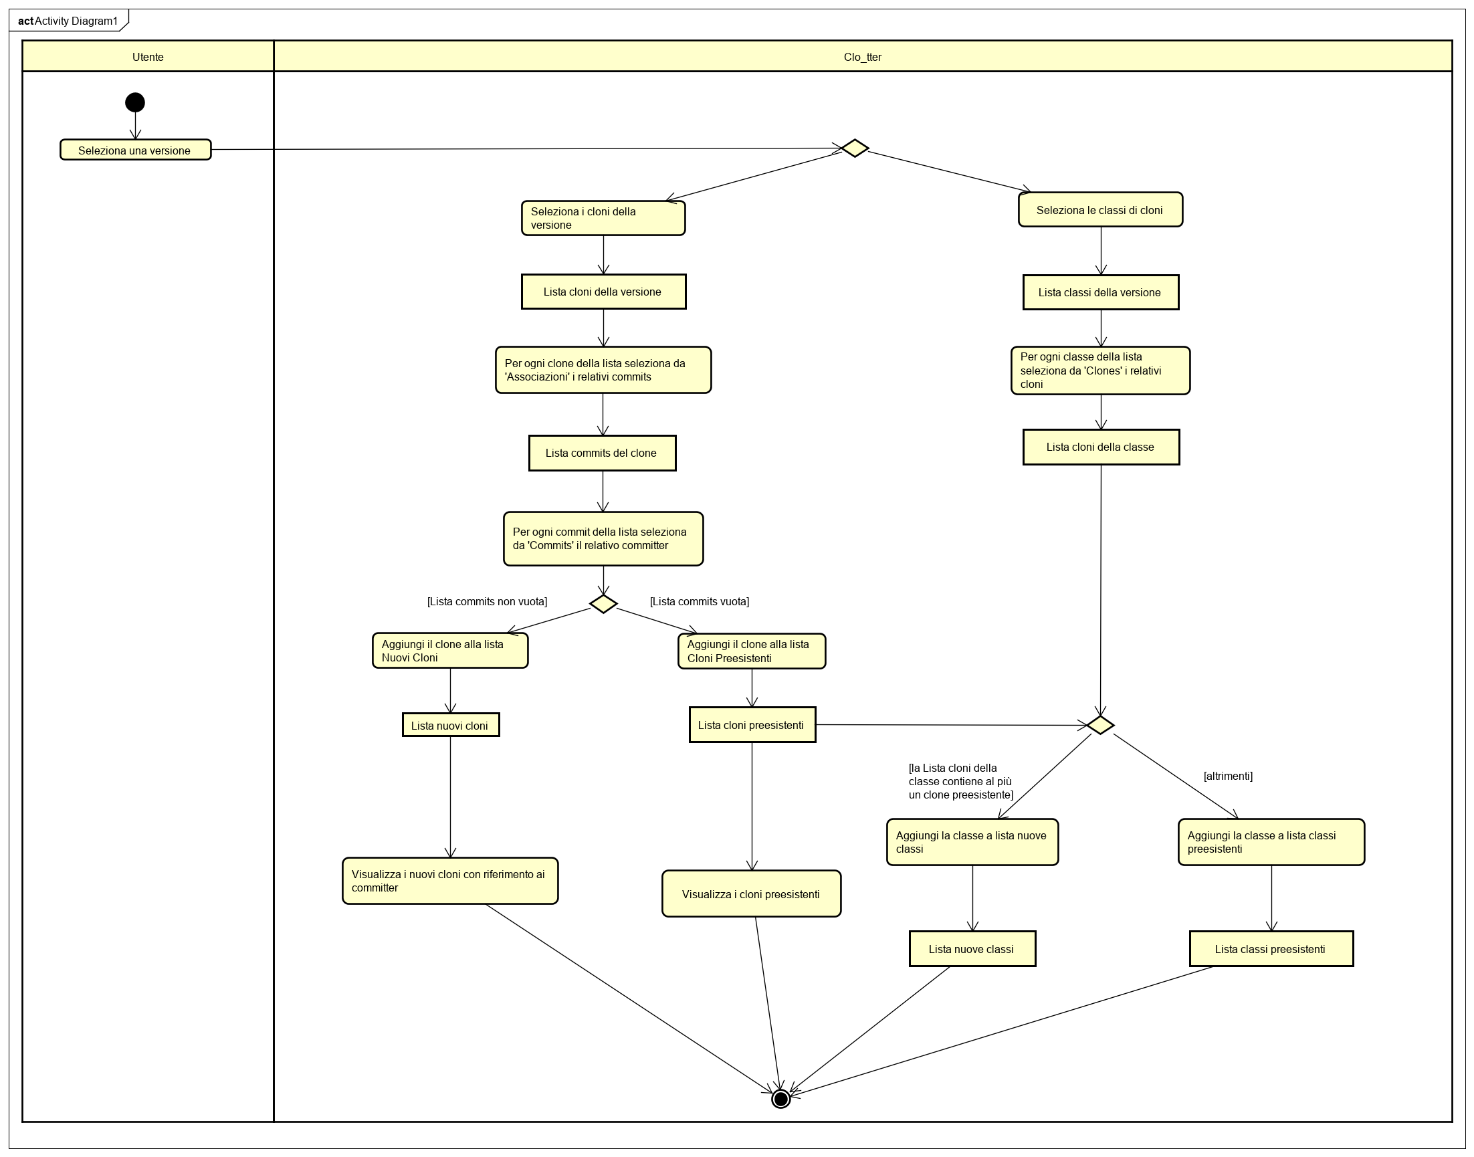 act Activity Diagram1
Utente
Clo_tter
Seleziona una versione
Seleziona i cloni della
versione
Seleziona le classi di cloni
Lista cloni della versione
Lista classi della versione
Per ogni clone della lista seleziona da
'Associazioni' i relativi commits
Per ogni classe della lista
seleziona da 'Clones' i relativi
cloni
Lista commits del clone
Lista cloni della classe
Per ogni commit della lista seleziona
da 'Commits' il relativo committer
[Lista commits non vuota]
[Lista commits vuota]
Aggiungi il clone alla lista
Nuovi Cloni
Aggiungi il clone alla lista
Cloni Preesistenti
Lista nuovi cloni
Lista cloni preesistenti
[la Lista cloni della
classe contiene al più
un clone preesistente]
[altrimenti]
Aggiungi la classe a lista nuove
classi
Aggiungi la classe a lista classi
preesistenti
Visualizza i nuovi cloni con riferimento ai
committer
Visualizza i cloni preesistenti
Lista nuove classi
Lista classi preesistenti